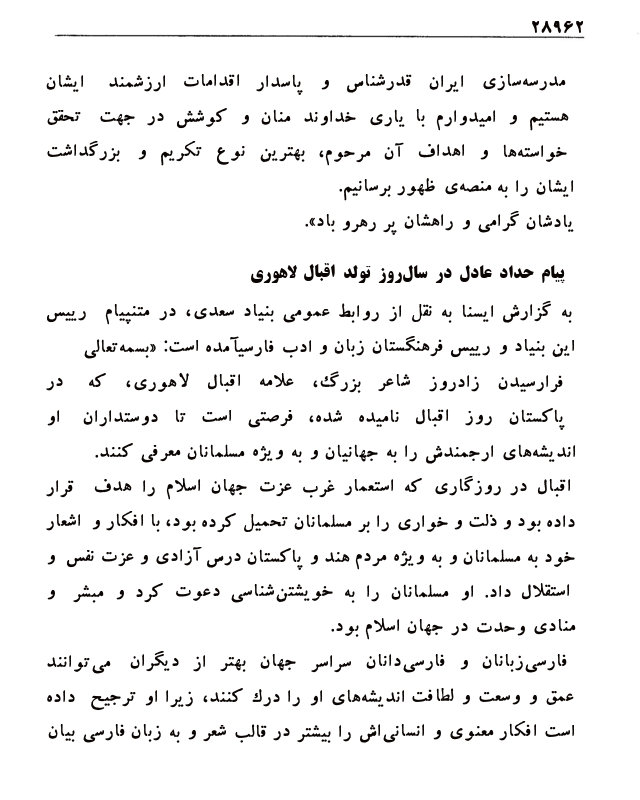 ۲۸۹۶۲
مدرسه‌سازی ایران قدرشناس و پاسدار اقدامات ارزشمند ایشان
هستیم و امیدوارم با یاری خداوند منان و کوشش در جهت تحقق
خواسته‌ها و اهداف آن مرحوم، بهترین نوع تکریم و بزرگداشت
ایشان را به منصه‌ی ظهور برسانیم.
یادشان گرامی و راهشان پر رهرو باد».
پیام حداد عادل در سال‌روز تولد اقبال لاهوری
به گزارش ایسنا به نقل از روابط عمومی بنیاد سعدی، در متنپیام رییس
این بنیاد و رییس فرهنگستان زبان و ادب فارسیآمده است: «بسمه‌تعالی
فرارسیدن زادروز شاعر بزرگ، علامه اقبال لاهوری، که در
پاکستان روز اقبال نامیده شده، فرصتی است تا دوستداران او
اندیشه‌های ارجمندش را به جهانیان و به ویژه مسلمانان معرفی کنند.
اقبال در روزگاری که استعمار غرب عزت جهان اسلام را هدف قرار
داده بود و ذلت و خواری را بر مسلمانان تحمیل کرده بود، با افکار و اشعار
خود به مسلمانان و به ویژه مردم هند و پاکستان درس آزادی و عزت نفس و
استقلال داد. او مسلمانان را به خویشتن‌شناسی دعوت کرد و مبشر و
منادی وحدت در جهان اسلام بود.
فارسی‌زبانان و فارسی‌دانان سراسر جهان بهتر از دیگران می‌توانند
عمق و وسعت و لطافت اندیشه‌های او را درك کنند، زیرا او ترجیح داده
است افکار معنوی و انسانی‌اش را بیشتر در قالب شعر و به زبان فارسی بیان